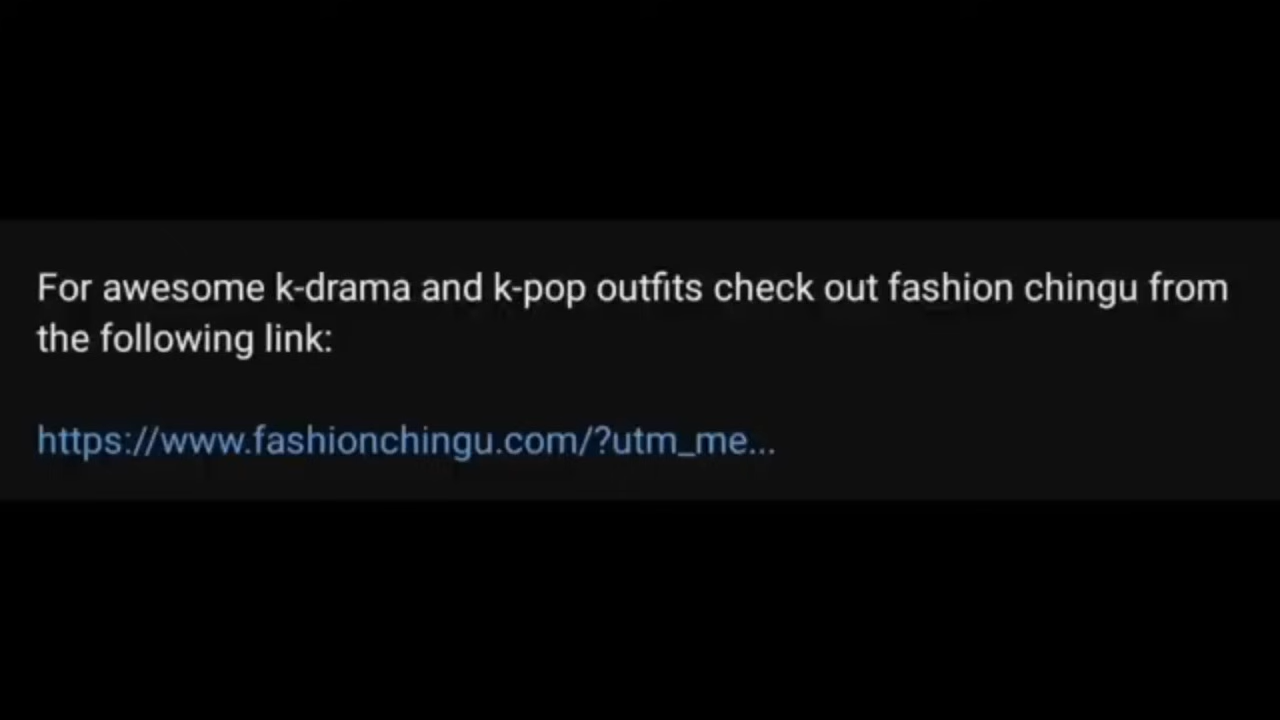 For awesome k-drama and k-pop outfits check out fashion chingu from
the following link:
https://www.fashionchingu.com/?utm_me...